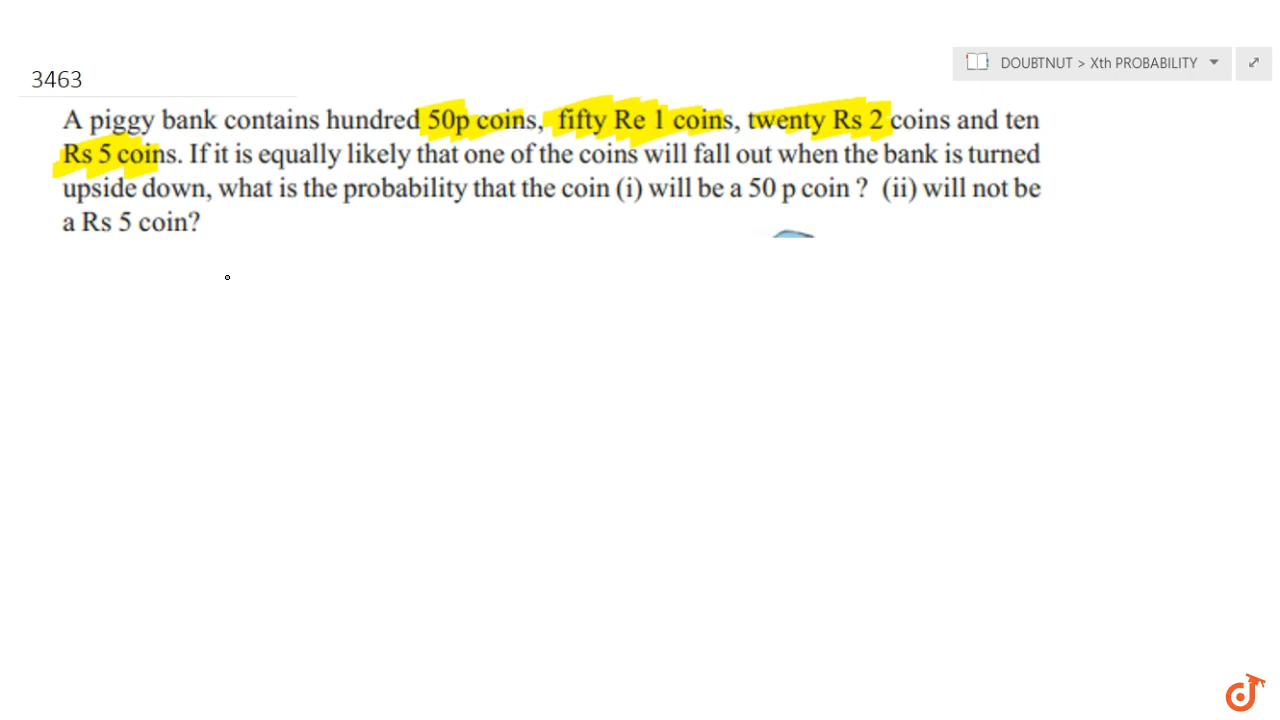 DOUBTNUT > Xth PROBABILITY
3463
A piggy bank contains hundred 50p coins, fifty Re 1 coins, twenty Rs 2 coins and ten
Rs 5 coins. If it is equally likely that one of the coins will fall out when the bank is turned
upside down, what is the probability that the coin (i) will be a 50 p coin ? (ii) will not be
a Rs 5 coin?